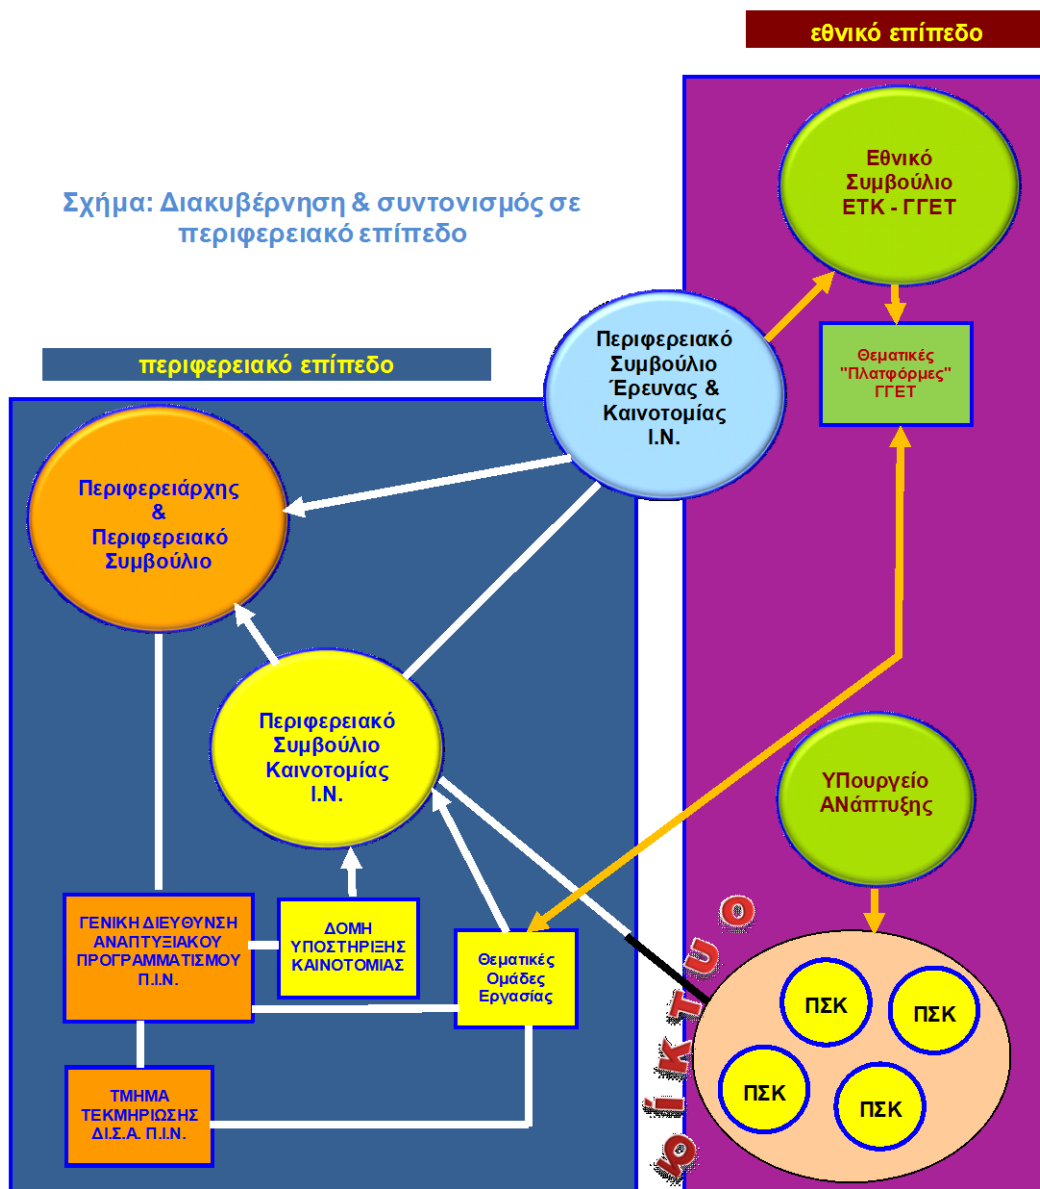 εθνικό επίπεδο
Εθνικό
Συμβούλιο
ΕΤΚ - ΓΓΕΤ
Σχήμα: Διακυβέρνηση & συντονισμός σε
περιφερειακό επίπεδο
Περιφερειακό
Συμβούλιο
Έρευνας &
Καινοτομίας
Ι.Ν.
Θεματικές
"Πλατφόρμες"
ΓΓΕΤ
περιφερειακό επίπεδο
Περιφερειάρχης
&
Περιφερειακό
Συμβούλιο
Περιφερειακό
Συμβούλιο
Καινοτομίας
Ι.Ν.
ΥΠουργείο
ΑΝάπτυξης
ΓΕΝΙΚΗ ΔΙΕΥΘΥΝΣΗ
ΑΝΑΠΤΥΞΙΑΚΟΥ
ΠΡΟΓΡΑΜΜΑΤΙΣΜΟΥ
Π.Ι.Ν.
ΔΟΜΗ
ΥΠΟΣΤΗΡΙΞΗΣ
ΚΑΙΝΟΤΟΜΙΑΣ
Θεματικές
Ομάδες
Εργασίας
δίκτυο
ΠΣΚ
ΠΣΚ
ΠΣΚ
ΠΣΚ
ΤΜΗΜΑ
ΤΕΚΜΗΡΙΩΣΗΣ
ΔΙ.Σ.Α. Π.Ι.Ν.